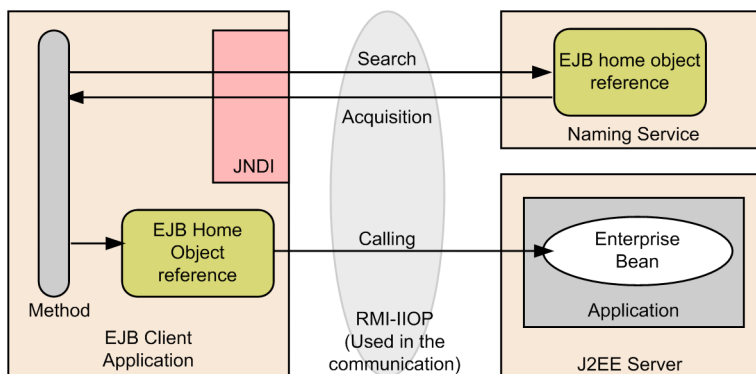 Search
EJB home object
reference
Acquisition
Naming Service
JNDI
EJB Home
Object
reference
Calling
Enterprise
Bean
Method
Application
RMI-IIOP
(Used in the
communication)
EJB Client
Application
J2EE Server